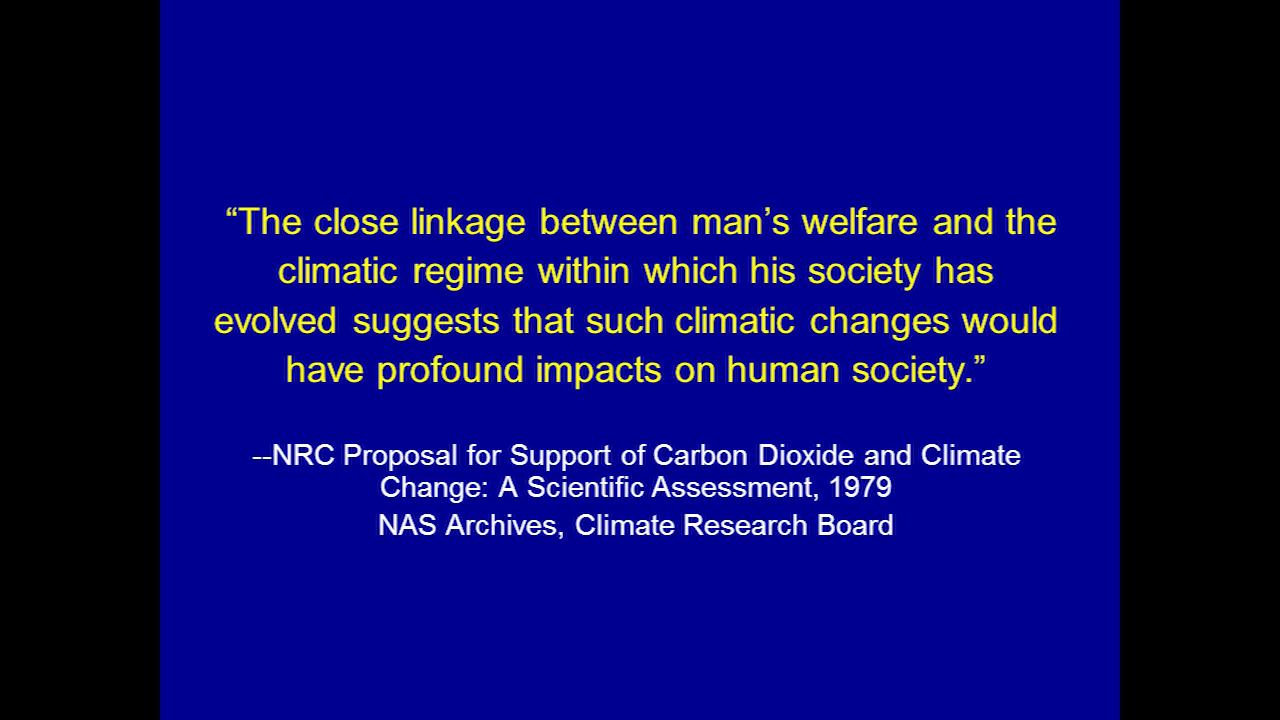 “The close linkage between man’s welfare and the
climatic regime within which his society has
evolved suggests that such climatic changes would
have profound impacts on human society.”
--NRC Proposal for Support of Carbon Dioxide and Climate
Change: A Scientific Assessment, 1979
NAS Archives, Climate Research Board